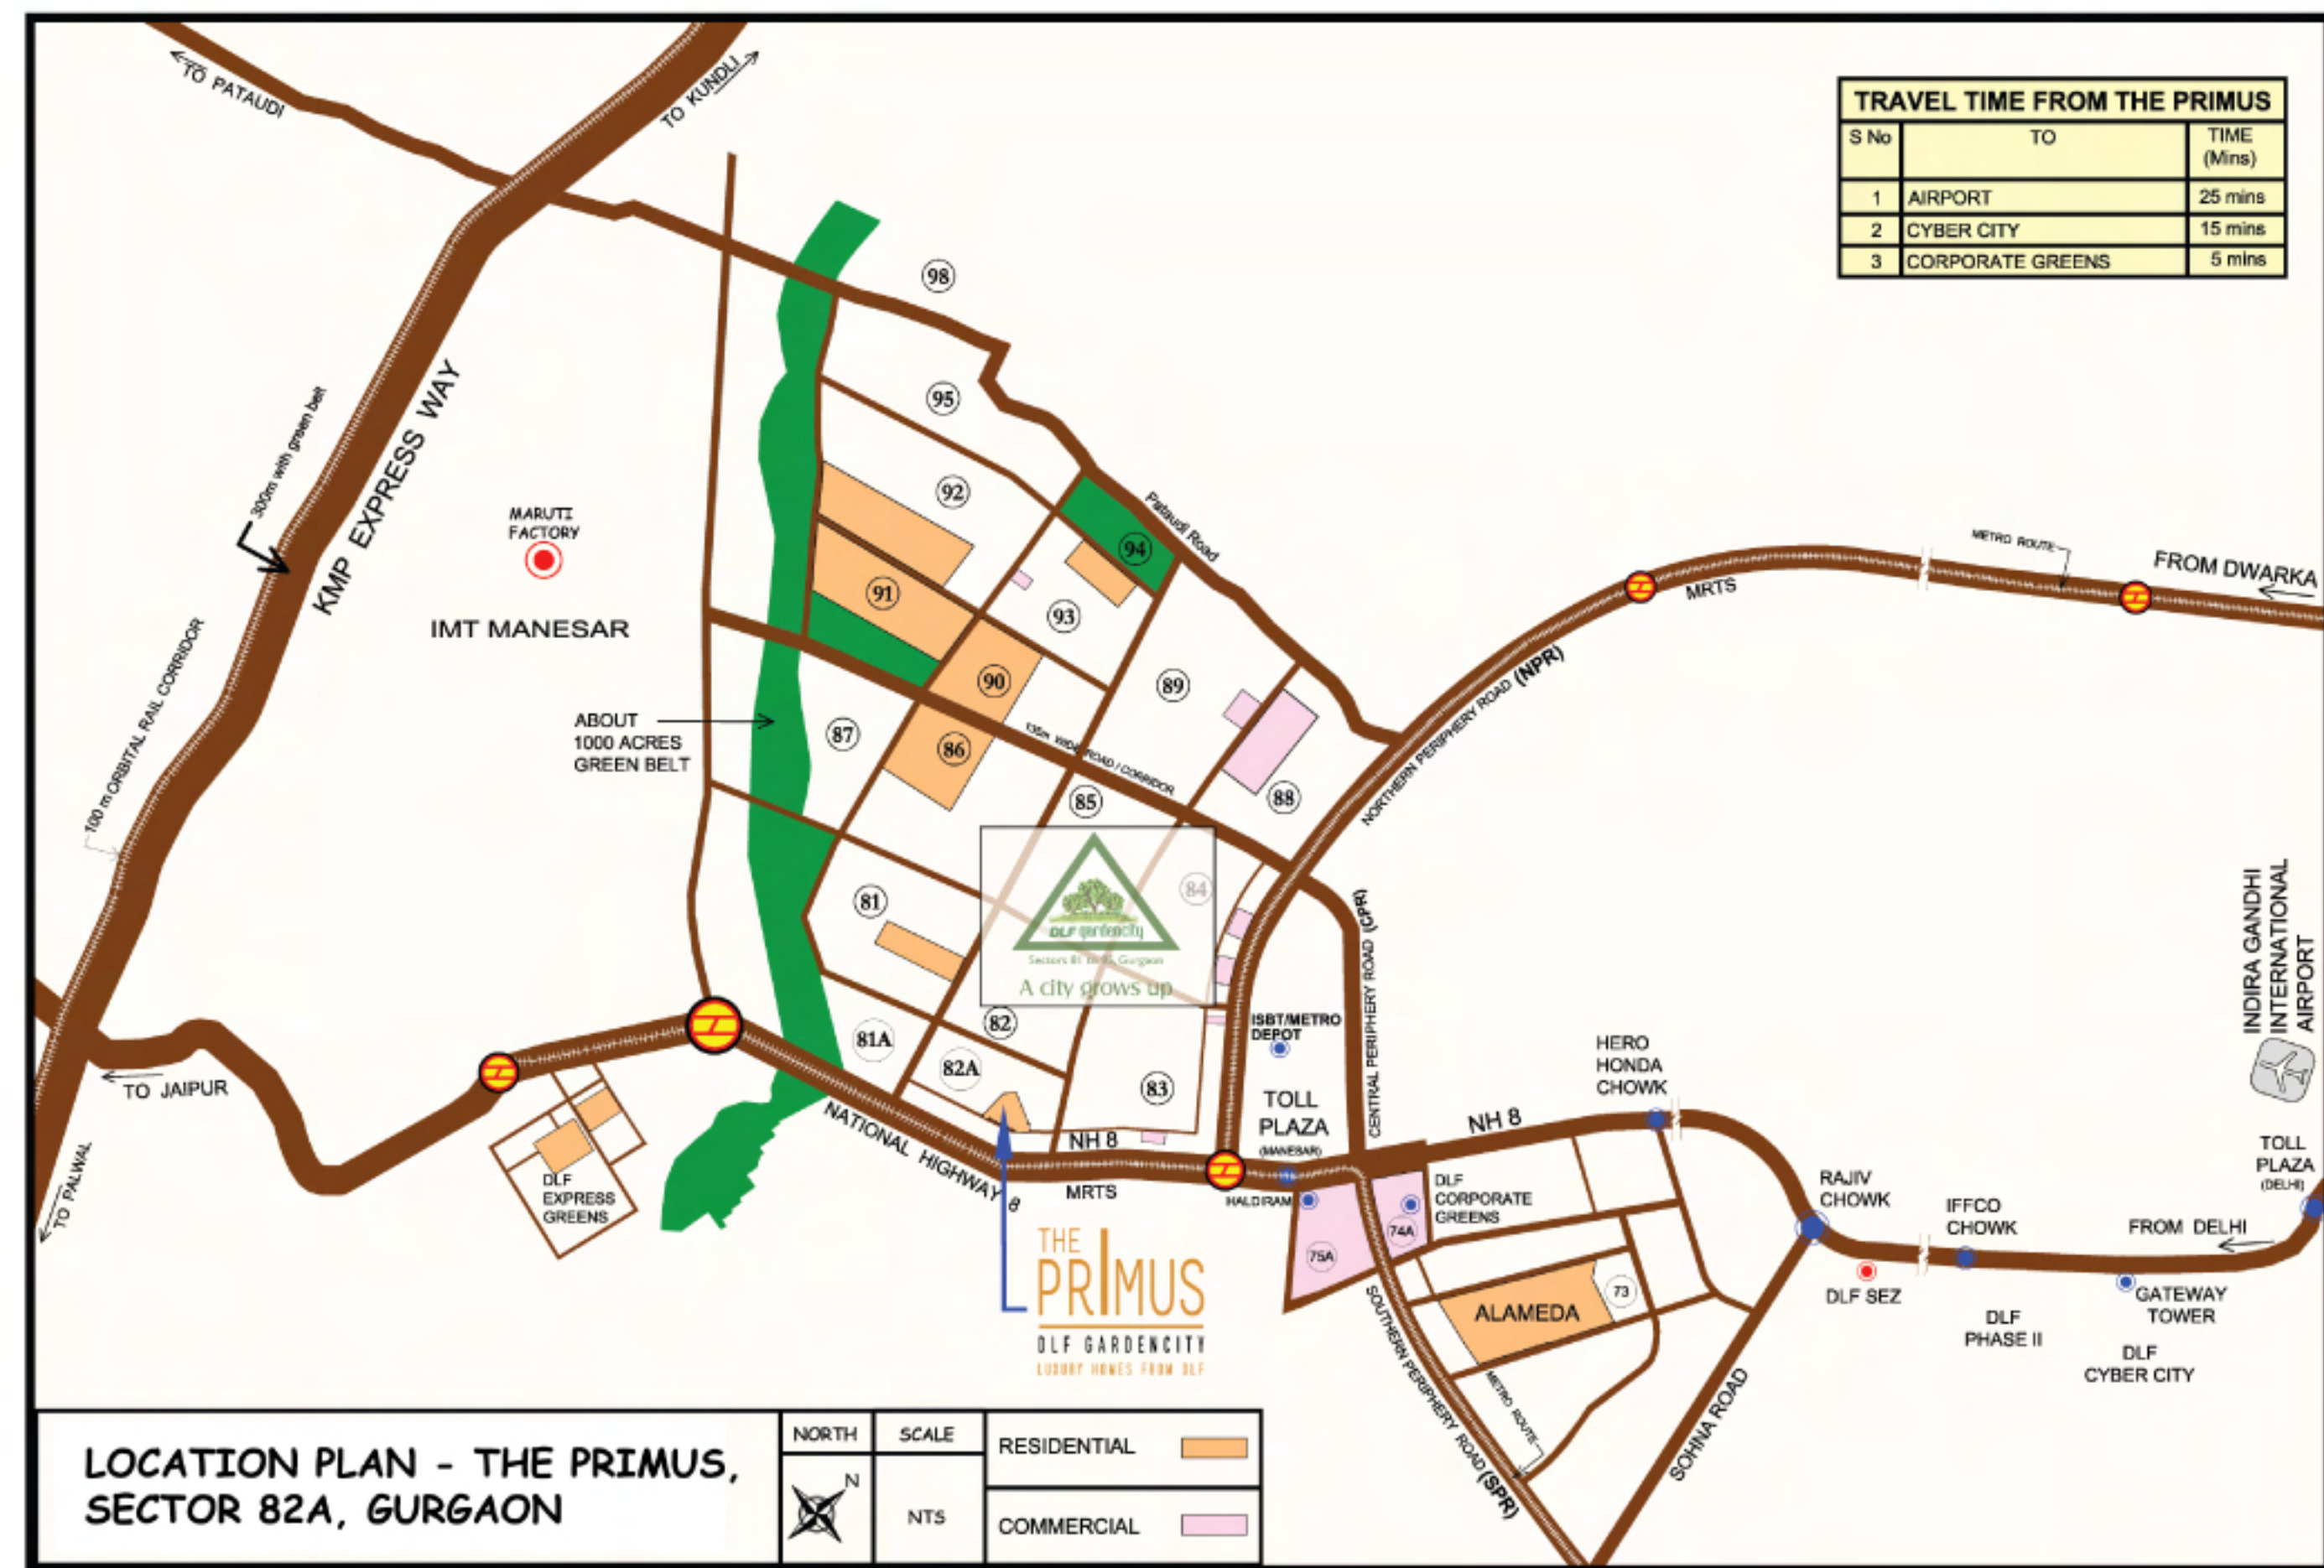 TO PATAUDI
TO KUNDLI
TRAVEL TIME FROM THE PRIMUS
S No TO TIME (Mins)
1 AIRPORT 25 mins
2 CYBER CITY 15 mins
3 CORPORATE GREENS 5 mins
98
95
92
94
Pataudi Road
91
93
90
89
87
86
85
88
84
81
82
81A
82A
83
300m with green belt
KMP EXPRESS WAY
MARUTI
FACTORY
IMT MANESAR
100 m ORBITAL RAIL CORRIDOR
ABOUT
1000 ACRES
GREEN BELT
135m WIDE ROAD / CORRIDOR
METRO ROUTE
FROM DWARKA
MRTS
NORTHERN PERIPHERY ROAD (NPR)
DLF gardencity
Sectors 81 to 95, Gurgaon
A city grows up
CENTRAL PERIPHERY ROAD (CPR)
ISBT/METRO
DEPOT
TOLL
PLAZA
(MANESAR)
HALDIRAM
HERO
HONDA
CHOWK
INDIRA GANDHI
INTERNATIONAL
AIRPORT
TO JAIPUR
TO PALWAL
DLF
EXPRESS
GREENS
NATIONAL HIGHWAY 8
NH 8
MRTS
NH 8
DLF
CORPORATE
GREENS
74A
75A
73
ALAMEDA
RAJIV
CHOWK
IFFCO
CHOWK
TOLL
PLAZA
(DELHI)
FROM DELHI
DLF SEZ
DLF
PHASE II
GATEWAY
TOWER
DLF
CYBER CITY
SOUTHERN PERIPHERY ROAD (SPR)
METRO ROUTE
SOHNA ROAD
THE
PRIMUS
DLF GARDENCITY
LUXURY HOMES FROM DLF
LOCATION PLAN - THE PRIMUS,
SECTOR 82A, GURGAON
NORTH
N
SCALE
NTS
RESIDENTIAL
COMMERCIAL